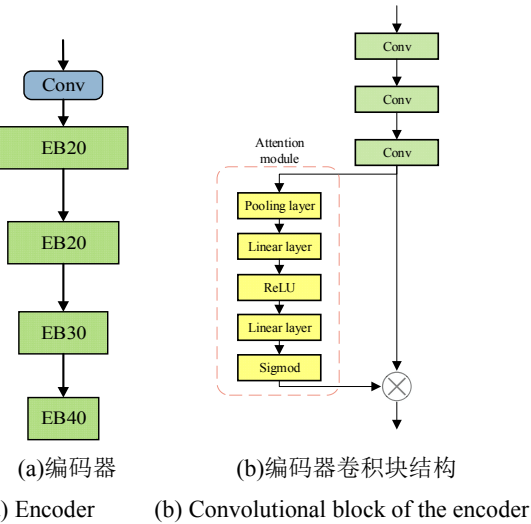 Conv
EB20
EB20
EB30
EB40
Conv
Conv
Conv
Attention
module
Pooling layer
Linear layer
ReLU
Linear layer
Sigmod
(a)编码器
(b)编码器卷积块结构
) Encoder
(b) Convolutional block of the encoder